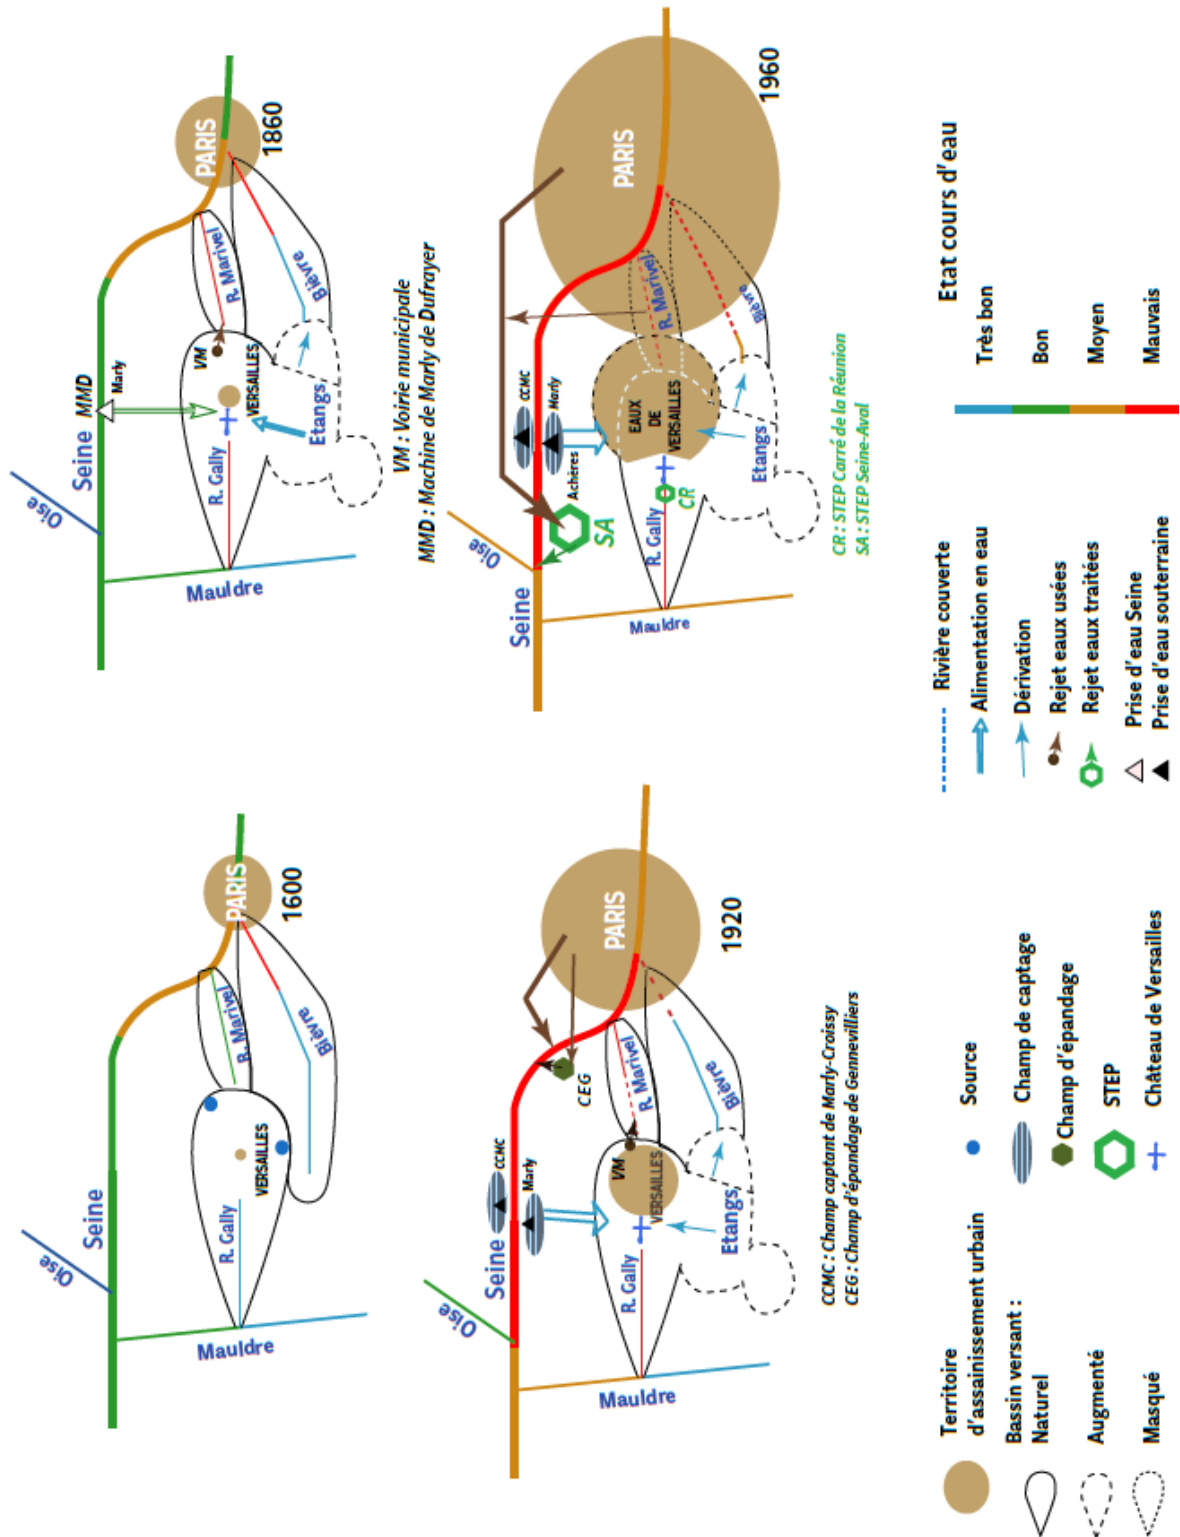 Oise
Seine
R. Marivel
PARIS
R. Gally
VERSAILLES
Bièvre
Mauldre
1600
Oise
Seine
MMD
Marly
VM
R. Marivel
PARIS
R. Gally
VERSAILLES
Etangs
Bièvre
Mauldre
1860
VM : Voirie municipale
MMD : Machine de Marly de Dufrayer
Oise
Seine
CCMC
Marly
CEG
PARIS
VM
R. Marivel
R. Gally
VERSAILLES
Etangs
Bièvre
Mauldre
1920
CCMC : Champ captant de Marly-Croissy
CEG : Champ d'épandage de Gennevilliers
Oise
Seine
CCMC
Marly
Achères
SA
PARIS
R. Marivel
EAUX
DE
VERSAILLES
R. Gally
CR
Etangs
Bièvre
Mauldre
1960
CR : STEP Carré de la Réunion
SA : STEP Seine-Aval
Territoire
d'assainissement urbain
Bassin versant :
Naturel
Augmenté
Masqué
Source
Champ de captage
Champ d'épandage
STEP
Château de Versailles
Rivière couverte
Alimentation en eau
Dérivation
Rejet eaux usées
Rejet eaux traitées
Prise d'eau Seine
Prise d'eau souterraine
Etat cours d'eau
Très bon
Bon
Moyen
Mauvais